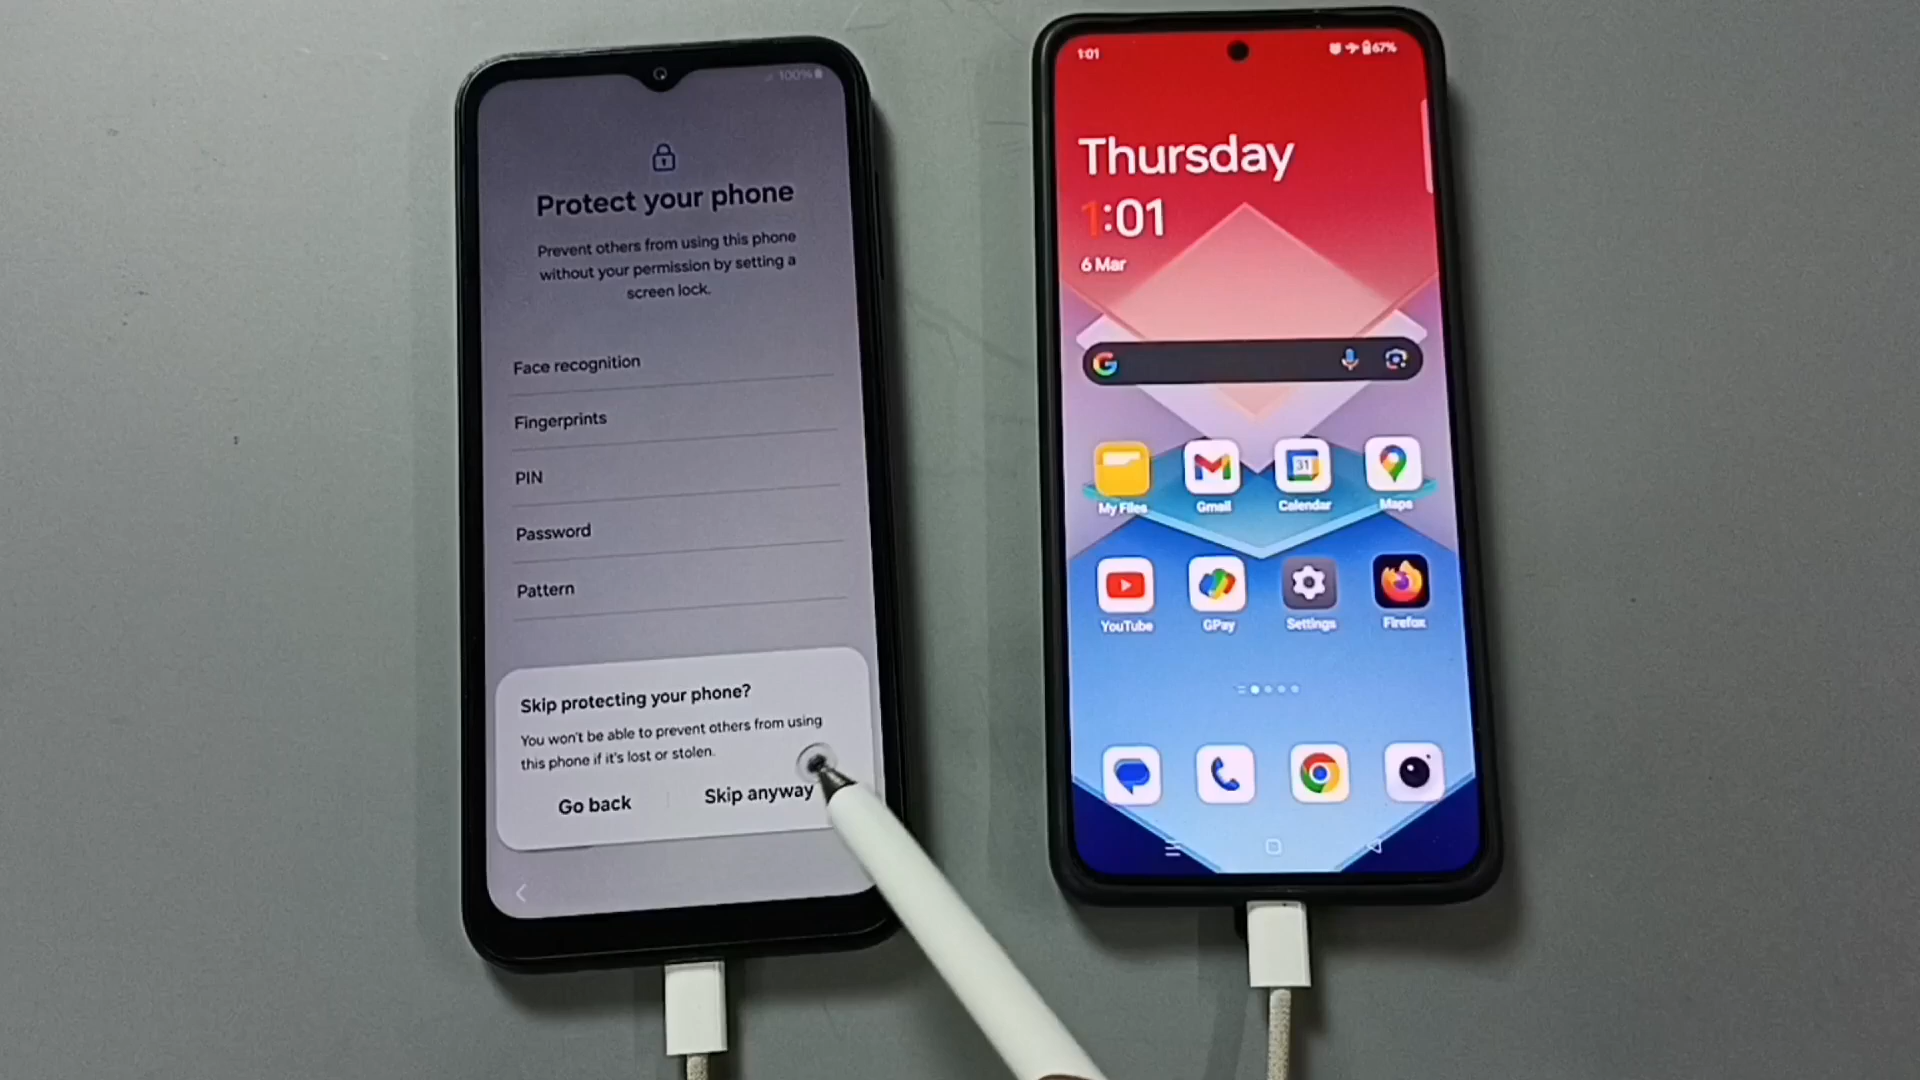 100%
Protect your phone
Prevent others from using this phone
without your permission by setting a
screen lock.
Face recognition
Fingerprints
PIN
Password
Pattern
Skip protecting your phone?
You won't be able to prevent others from using
this phone if it's lost or stolen.
Go back
Skip anyway
1:01
67%
Thursday
1:01
6 Mar
G
My Files
Gmail
31
Calendar
Maps
YouTube
GPay
Settings
Firefox